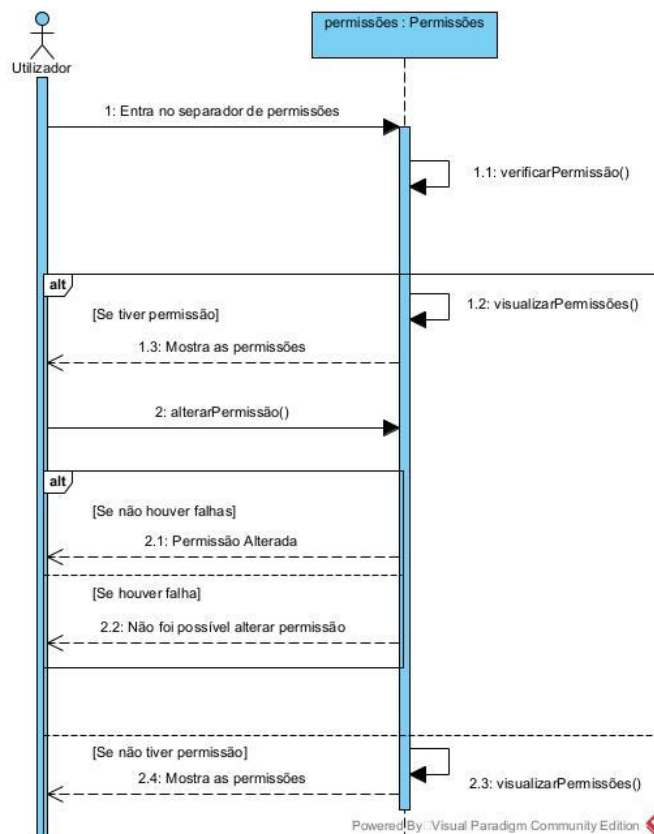 permissões : Permissões
Utilizador
1: Entra no separador de permissões
1.1: verificarPermissão()
alt
1.2: visualizarPermissões()
[Se tiver permissão]
1.3: Mostra as permissões
2: alterarPermissão()
alt
[Se não houver falhas]
2.1: Permissão Alterada
[Se houver falha]
2.2: Não foi possível alterar permissão
[Se não tiver permissão]
2.4: Mostra as permissões
2.3: visualizarPermissões()
Powered By Visual Paradigm Community Edition